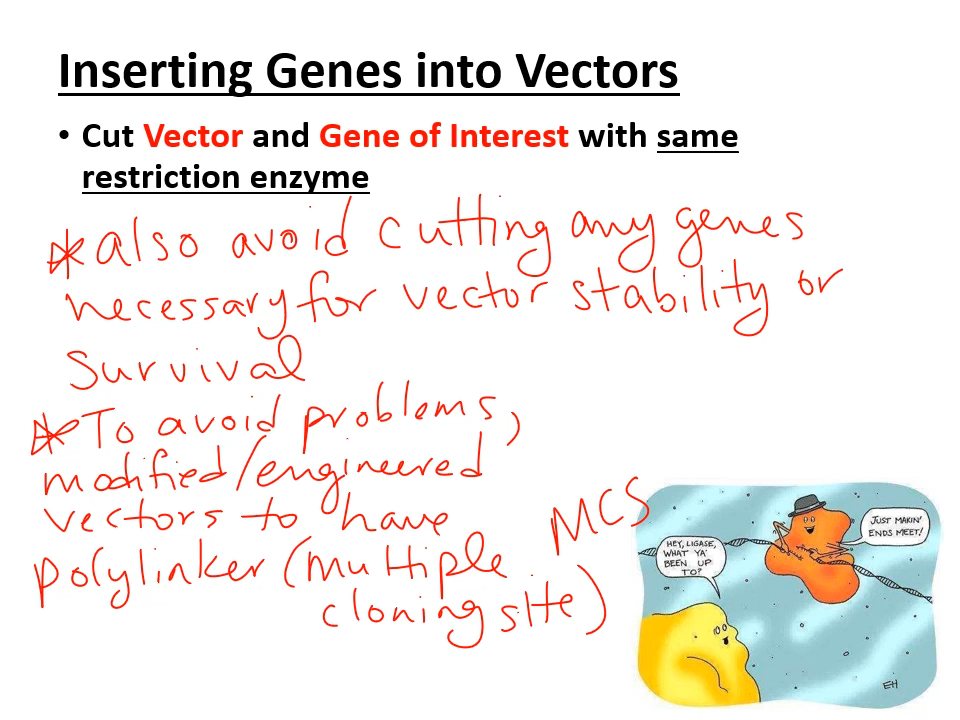 Inserting Genes into Vectors
• Cut Vector and Gene of Interest with same
restriction enzyme
*also avoid cutting any genes
necessary for vector stability or
survival
*To avoid problems,
modified/engineered
vectors to have
polylinker (multiple
cloning site)
MCS
HEY, LIGASE,
WHAT YA'
BEEN UP
TO?
JUST MAKIN'
ENDS MEET!
EH